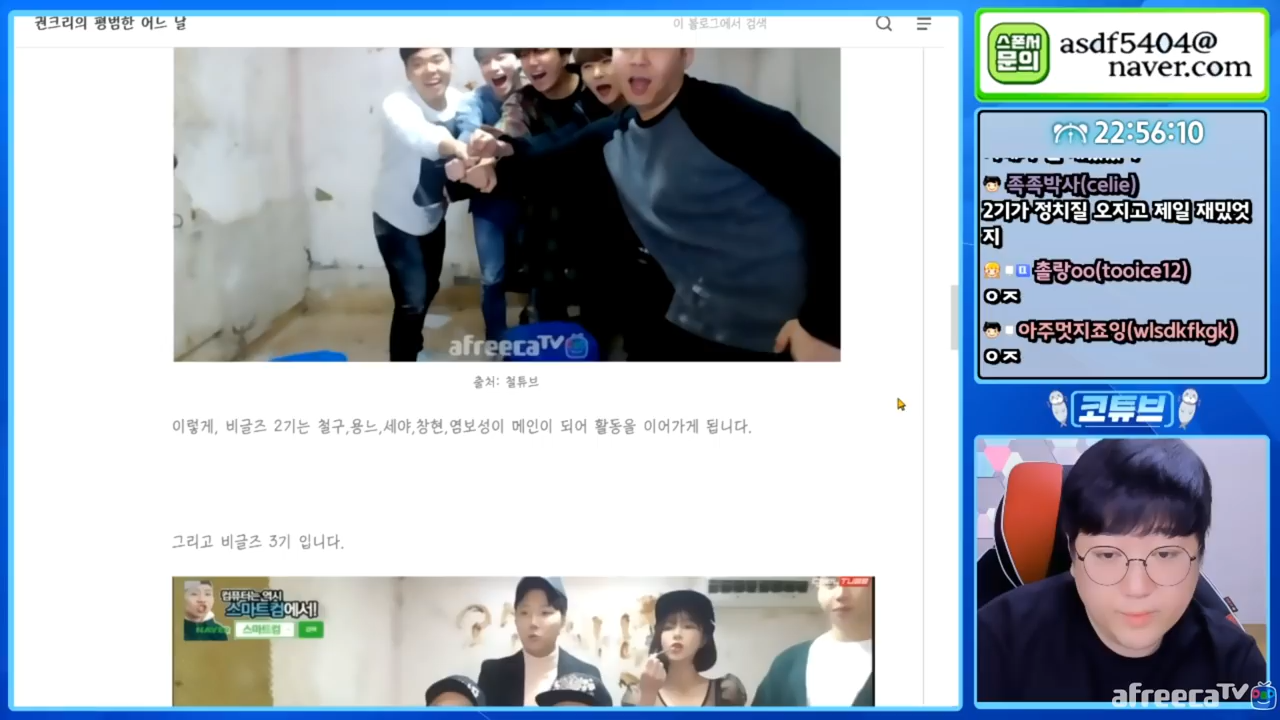 권크리의 평범한 어느 날
이 블로그에서 검색
afreecaTV
출처: 철튜브
이렇게, 비글즈 2기는 철구,용느,세야,창현,염보성이 메인이 되어 활동을 이어가게 됩니다.
그리고 비글즈 3기 입니다.
컴퓨터는 역시
스마트컴에서!
NAVER
스마트컴
검색
스폰서
문의
asdf5404@
naver.com
22:56:10
족족박사(celie)
2기가 정치질 오지고 제일 재밌엇
지
촐랑oo(tooice12)
ㅇㅈ
아주멋지죠잉(wlsdkfkgk)
ㅇㅈ
코튜브
afreecaTV